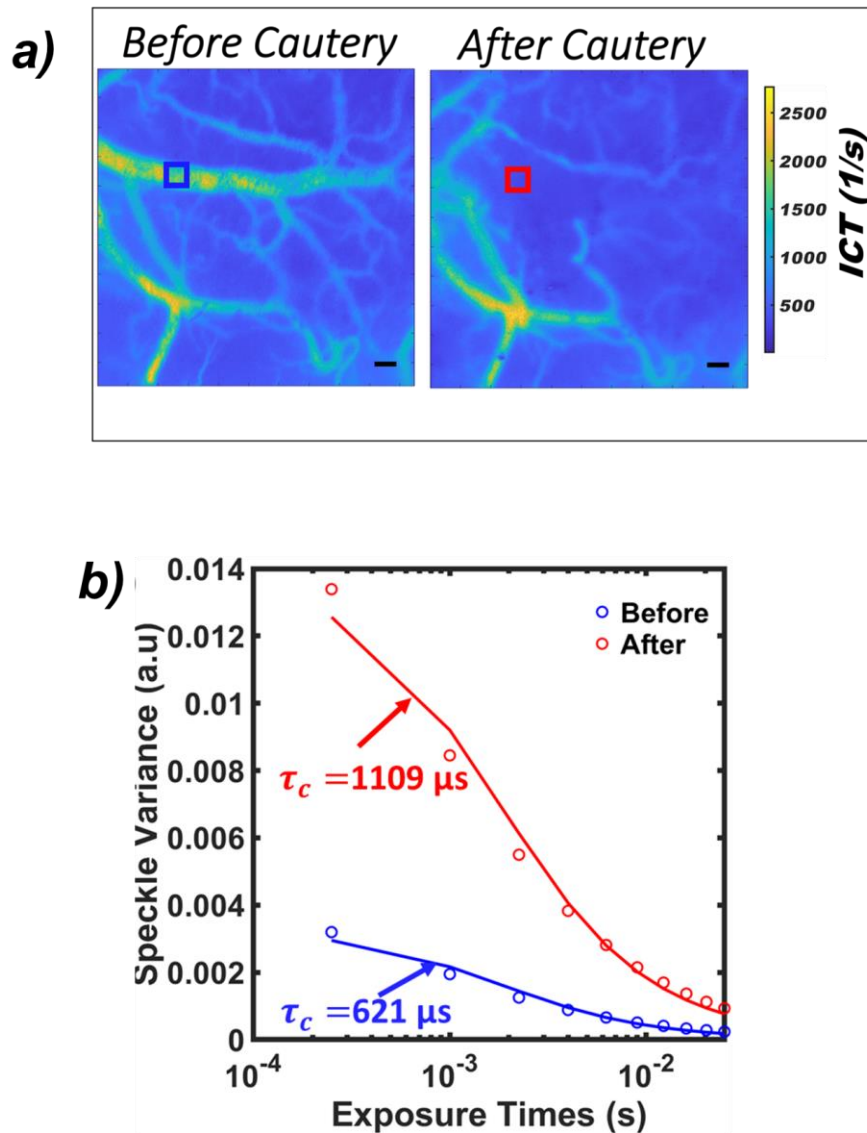 a)
Before Cautery
After Cautery
2500
2000
1500
1000
500
ICT (1/s)
b)
0.014
0.012
0.01
0.008
0.006
0.004
0.002
0
Speckle Variance (a.u)
Before
After
τc =1109 μs
τc =621 μs
10-4
10-3
10-2
Exposure Times (s)